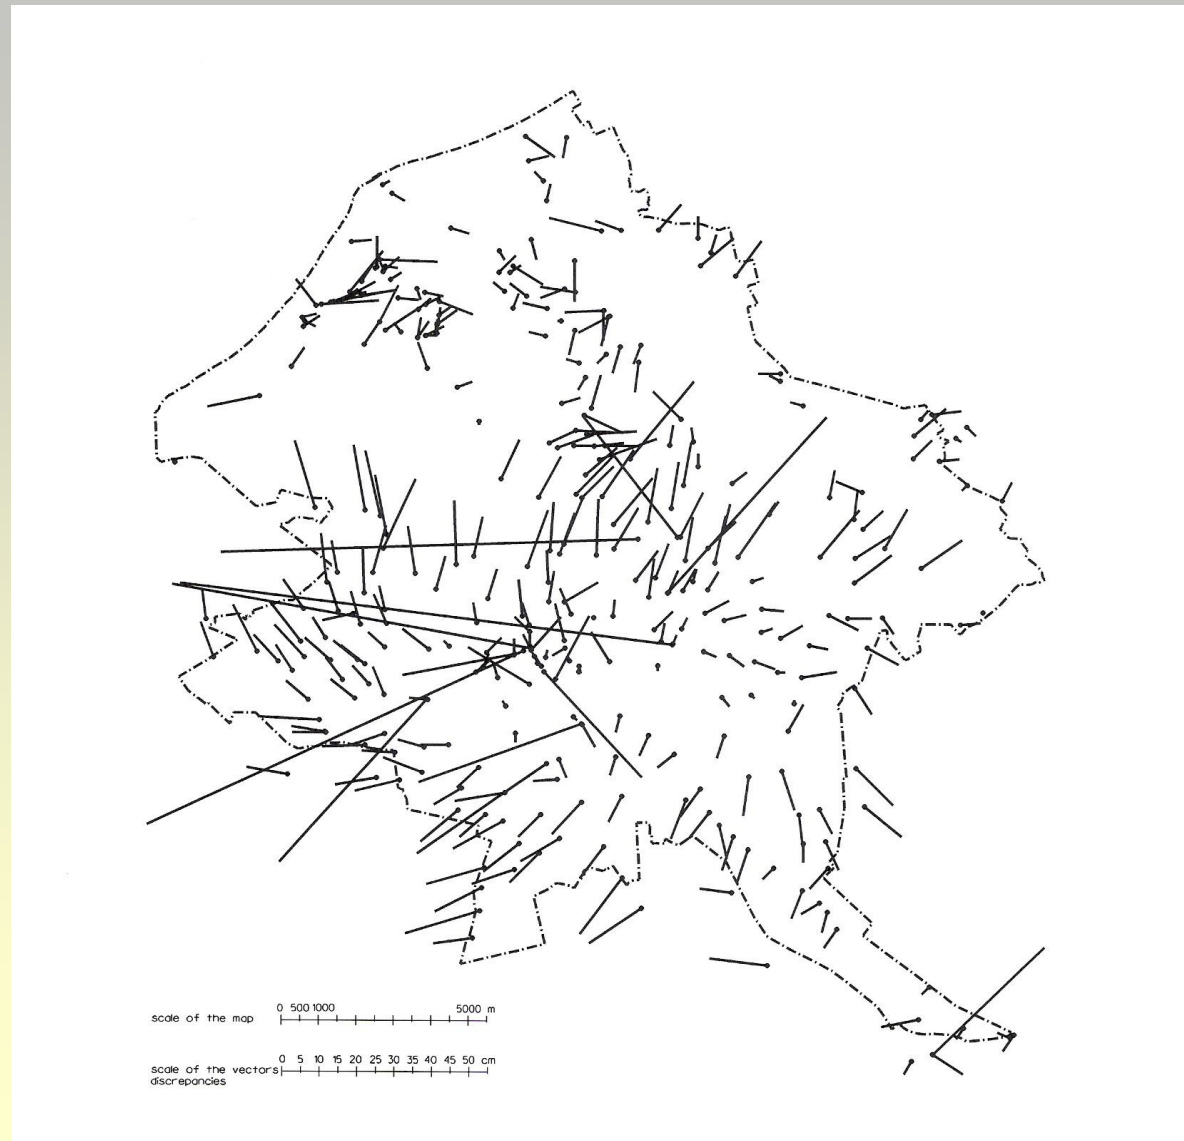 0 500 1000 5000 m
scale of the map
0 5 10 15 20 25 30 35 40 45 50 cm
scale of the vectors
discrepancies